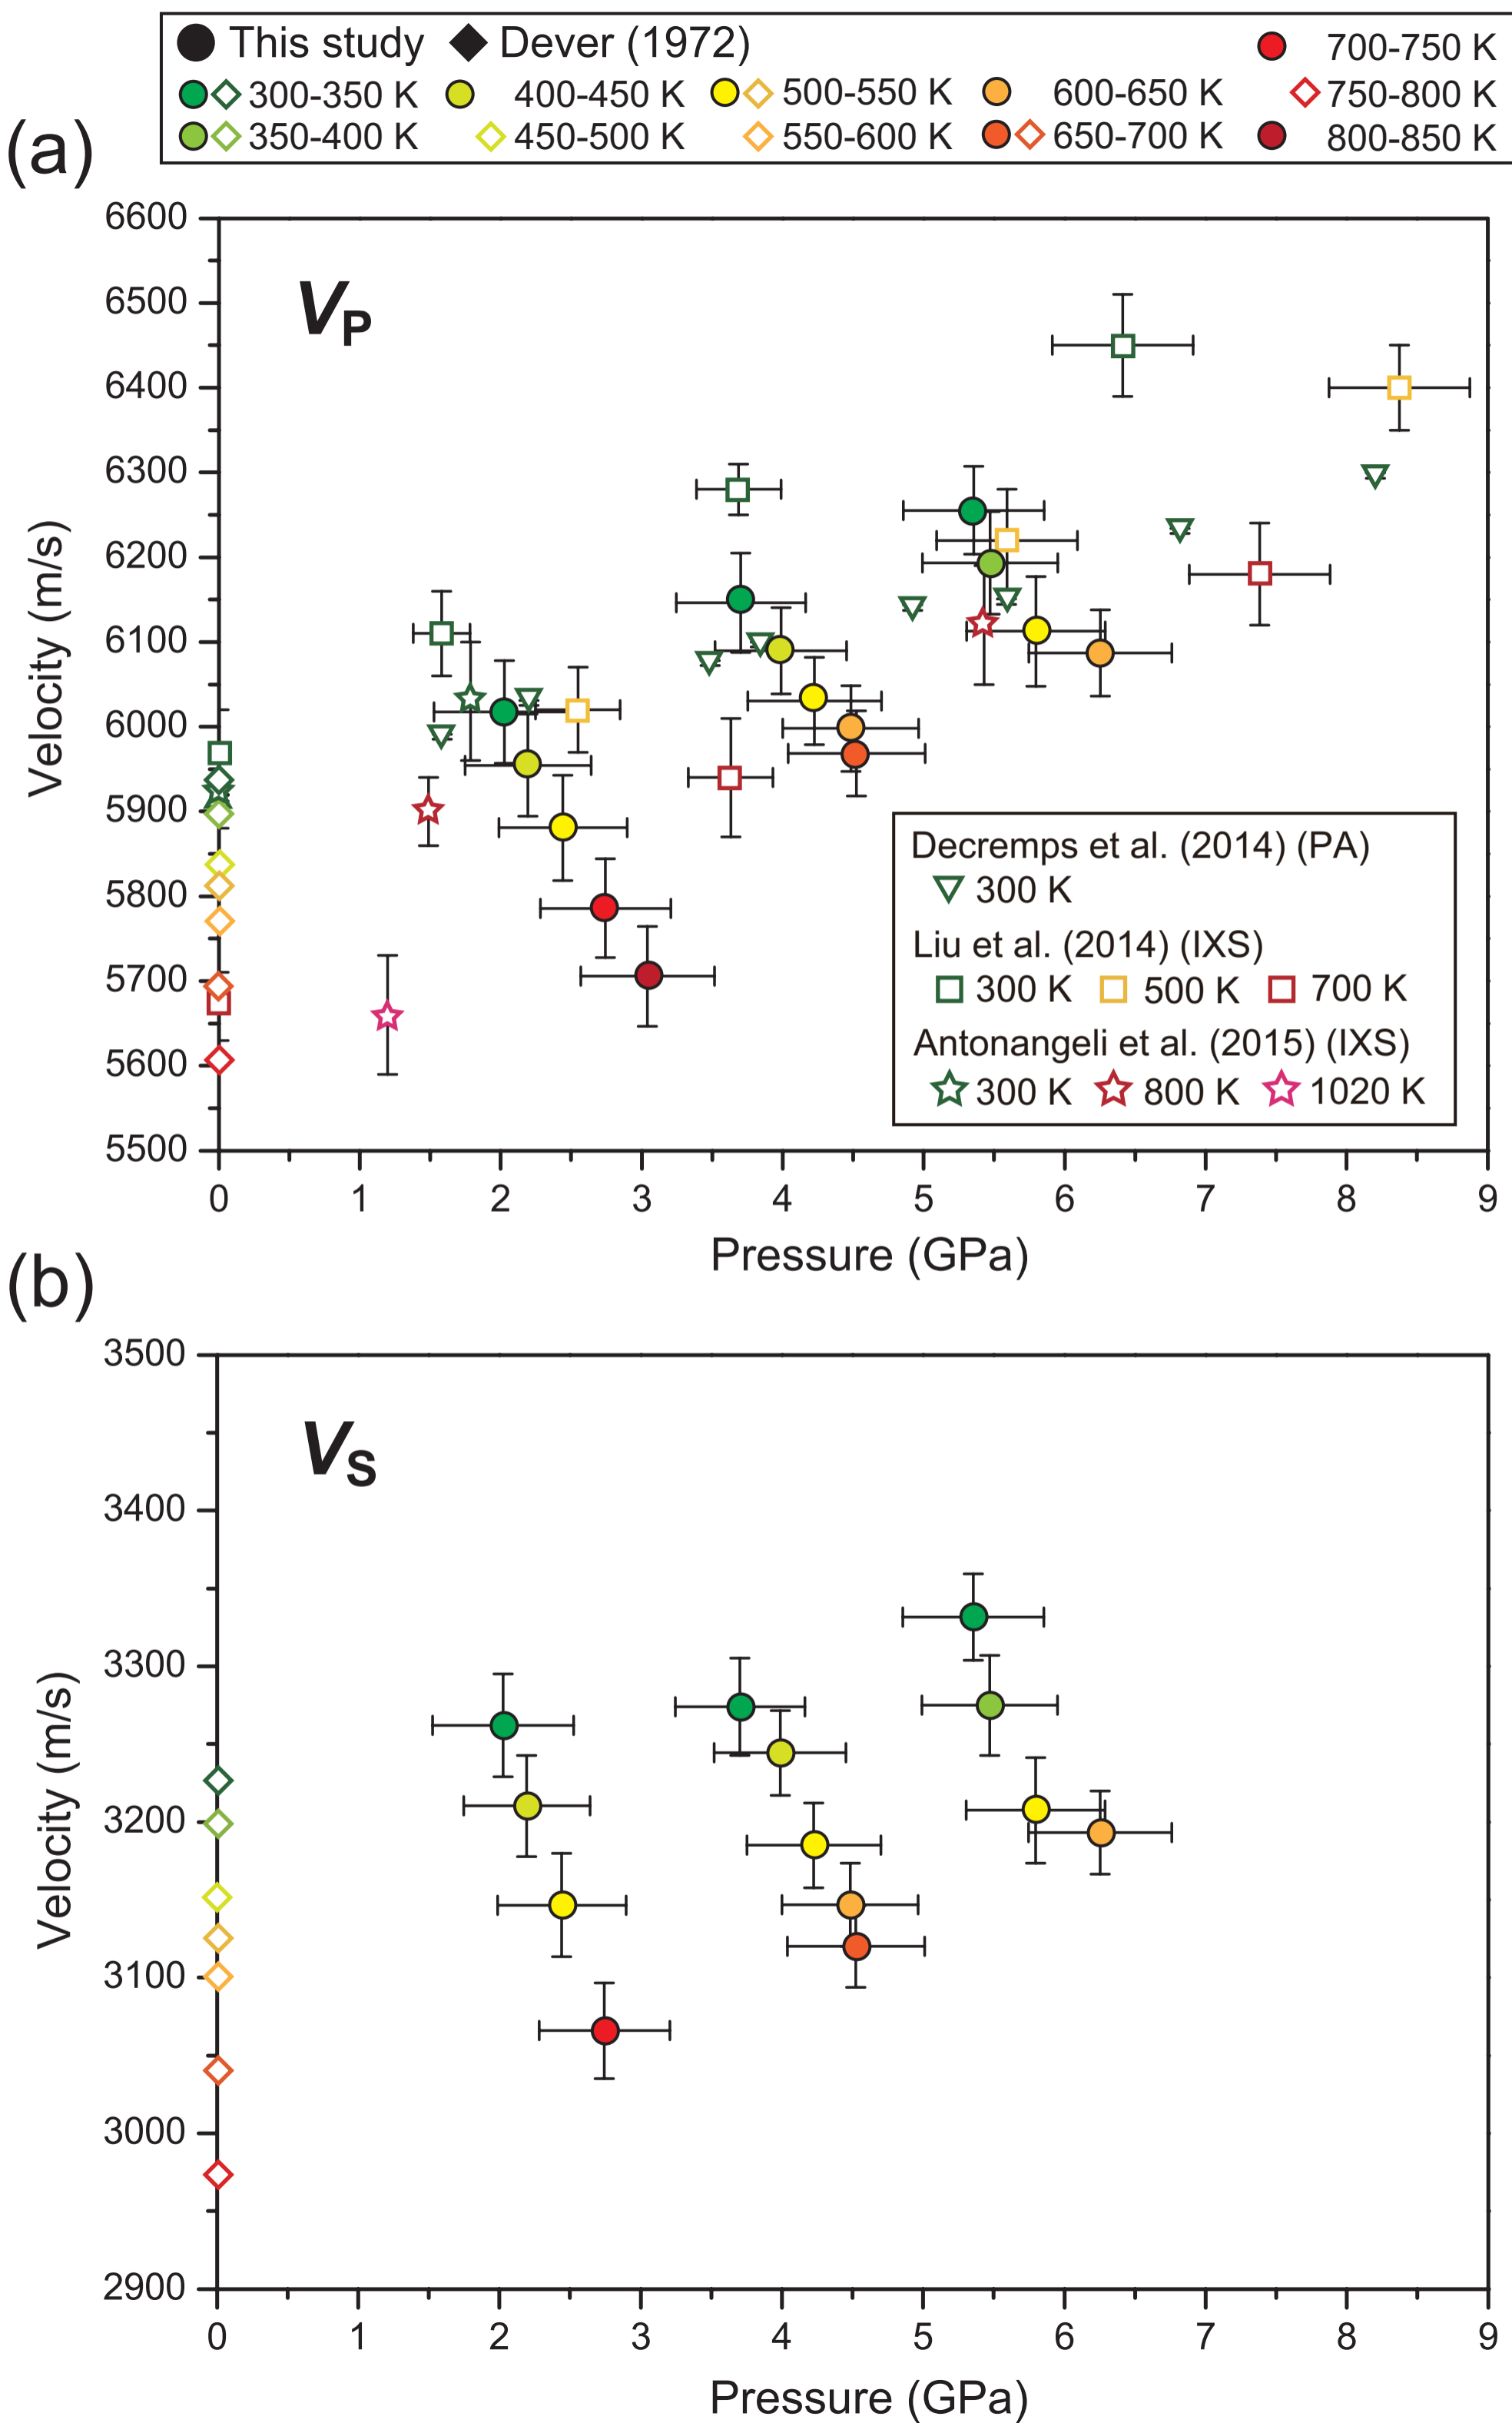 This study Dever (1972) 700-750 K
300-350 K 400-450 K 500-550 K 600-650 K 750-800 K
350-400 K 450-500 K 550-600 K 650-700 K 800-850 K
(a)
6600
6500
6400
6300
6200
6100
6000
5900
5800
5700
5600
5500
Velocity (m/s)
VP
Decremps et al. (2014) (PA)
300 K
Liu et al. (2014) (IXS)
300 K 500 K 700 K
Antonangeli et al. (2015) (IXS)
300 K 800 K 1020 K
0 1 2 3 4 5 6 7 8 9
Pressure (GPa)
(b)
3500
3400
3300
3200
3100
3000
2900
Velocity (m/s)
VS
0 1 2 3 4 5 6 7 8 9
Pressure (GPa)